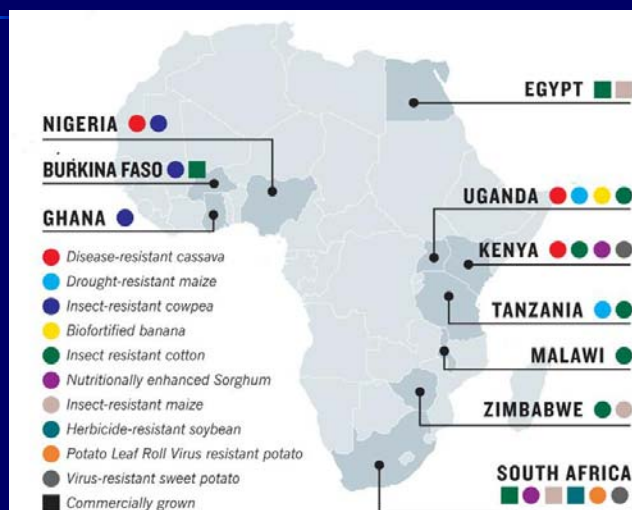 NIGERIA
BURKINA FASO
GHANA
Disease-resistant cassava
Drought-resistant maize
Insect-resistant cowpea
Biofortified banana
Insect resistant cotton
Nutritionally enhanced Sorghum
Insect-resistant maize
Herbicide-resistant soybean
Potato Leaf Roll Virus resistant potato
Virus-resistant sweet potato
Commercially grown
EGYPT
UGANDA
KENYA
TANZANIA
MALAWI
ZIMBABWE
SOUTH AFRICA